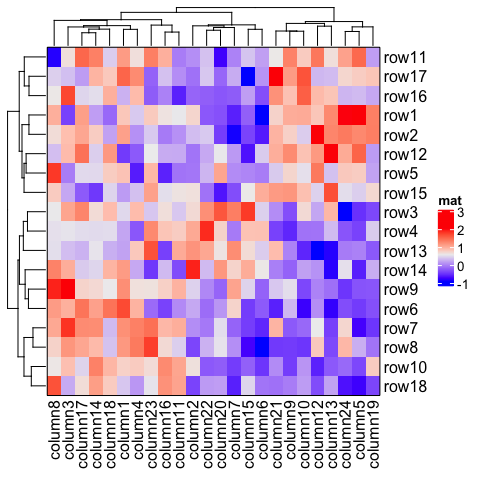 row11
row17
row16
row1
row2
row12
row5
row15
row3
row4
row13
row14
row9
row6
row7
row8
row10
row18
mat
3
2
1
0
-1
column8
column3
column17
column14
column18
column1
column4
column23
column16
column11
column2
column22
column20
column7
column15
column6
column21
column9
column10
column12
column13
column24
column5
column19